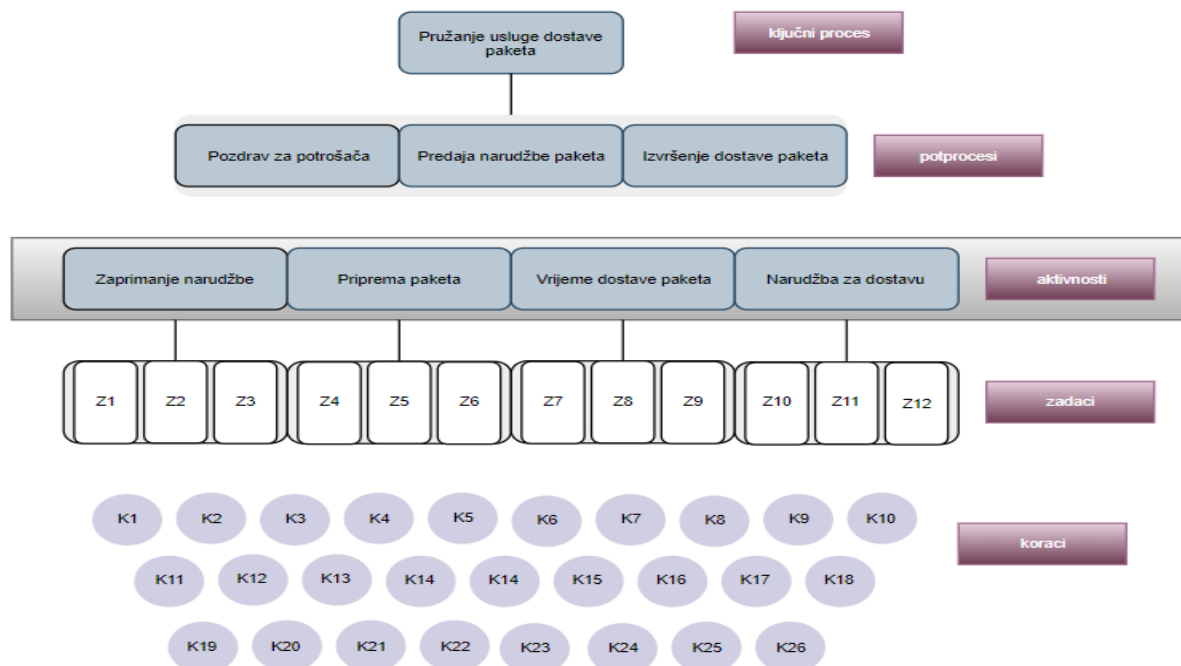 Pružanje usluge dostave
paketa
ključni proces
Pozdrav za potrošača
Predaja narudžbe paketa
Izvršenje dostave paketa
potprocesi
Zaprimanje narudžbe
Priprema paketa
Vrijeme dostave paketa
Narudžba za dostavu
aktivnosti
Z1
Z2
Z3
Z4
Z5
Z6
Z7
Z8
Z9
Z10
Z11
Z12
zadaci
K1
K2
K3
K4
K5
K6
K7
K8
K9
K10
koraci
K11
K12
K13
K14
K14
K15
K16
K17
K18
K19
K20
K21
K22
K23
K24
K25
K26